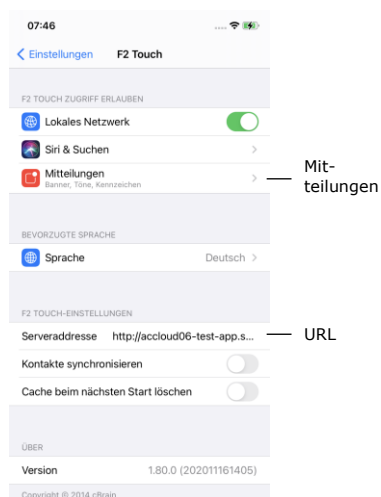 07:46
Einstellungen F2 Touch
F2 TOUCH ZUGRIFF ERLAUBEN
Lokales Netzwerk
Siri & Suchen
Mitteilungen
Banner, Töne, Kennzeichen
Mit-
teilungen
BEVORZUGTE SPRACHE
Sprache Deutsch
F2 TOUCH-EINSTELLUNGEN
Serveraddresse http://accloud06-test-app.s...
URL
Kontakte synchronisieren
Cache beim nächsten Start löschen
ÜBER
Version 1.80.0 (202011161405)
Copyright © 2014 cBrain